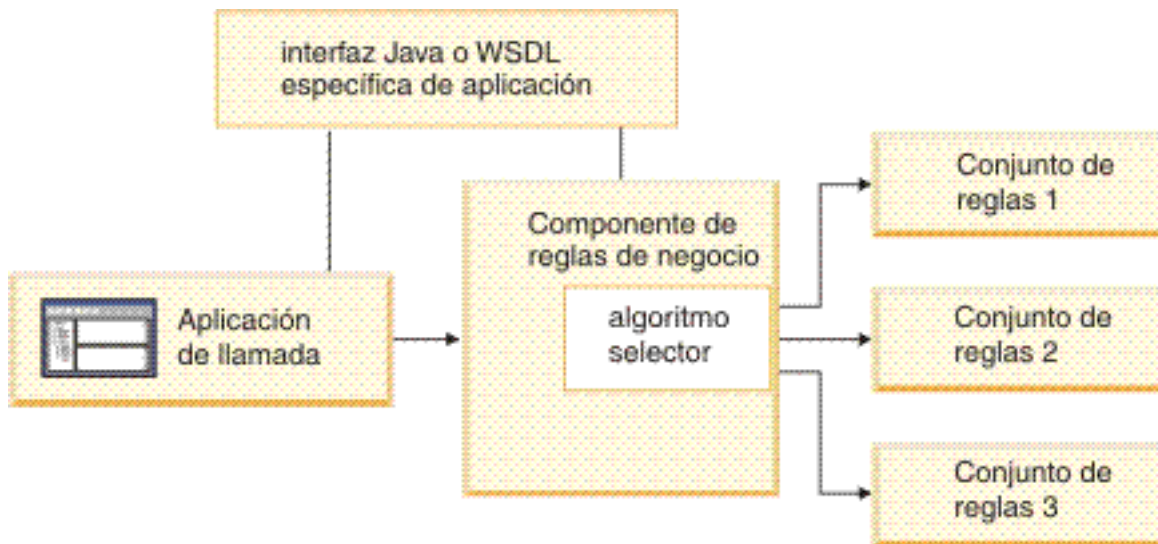 interfaz Java o WSDL
específica de aplicación
Componente de
reglas de negocio
algoritmo
selector
Aplicación
de llamada
Conjunto de
reglas 1
Conjunto de
reglas 2
Conjunto de
reglas 3